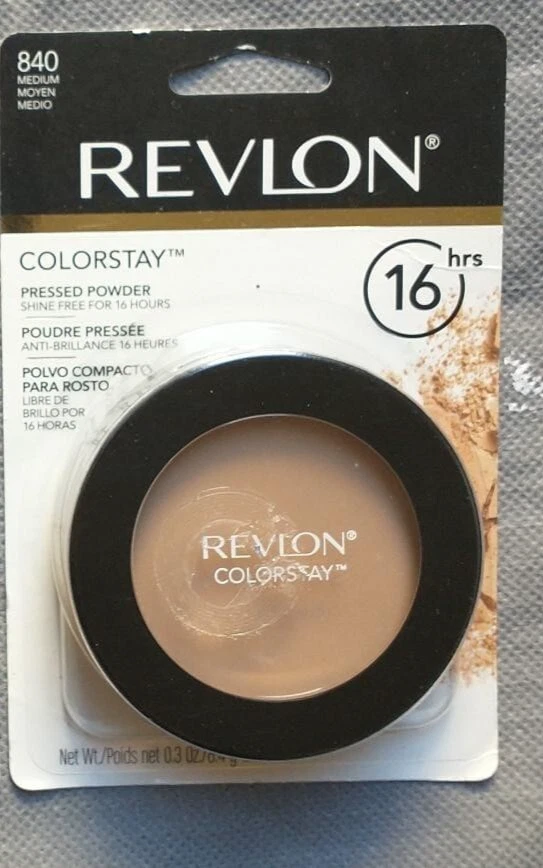 840
MEDIUM
MOYEN
MEDIO
REVLON®
COLORSTAY™
16 hrs
PRESSED POWDER
SHINE FREE FOR 16 HOURS
POUDRE PRESSÉE
ANTI-BRILLANCE 16 HEURES
POLVO COMPACTO
PARA ROSTO
LIBRE DE
BRILLO POR
16 HORAS
REVLON®
COLORSTAY™
Net Wt./Poids net 0.3 Oz./8.4 g